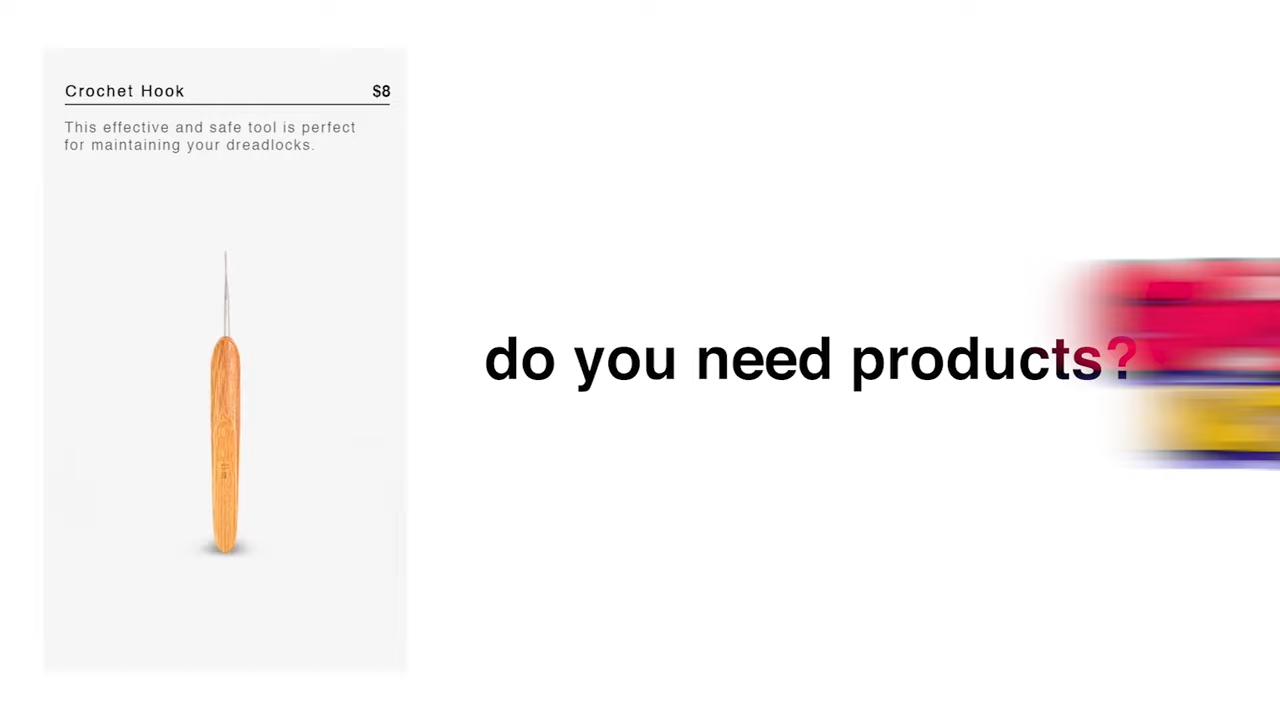 Crochet Hook $8
This effective and safe tool is perfect
for maintaining your dreadlocks.
do you need products?